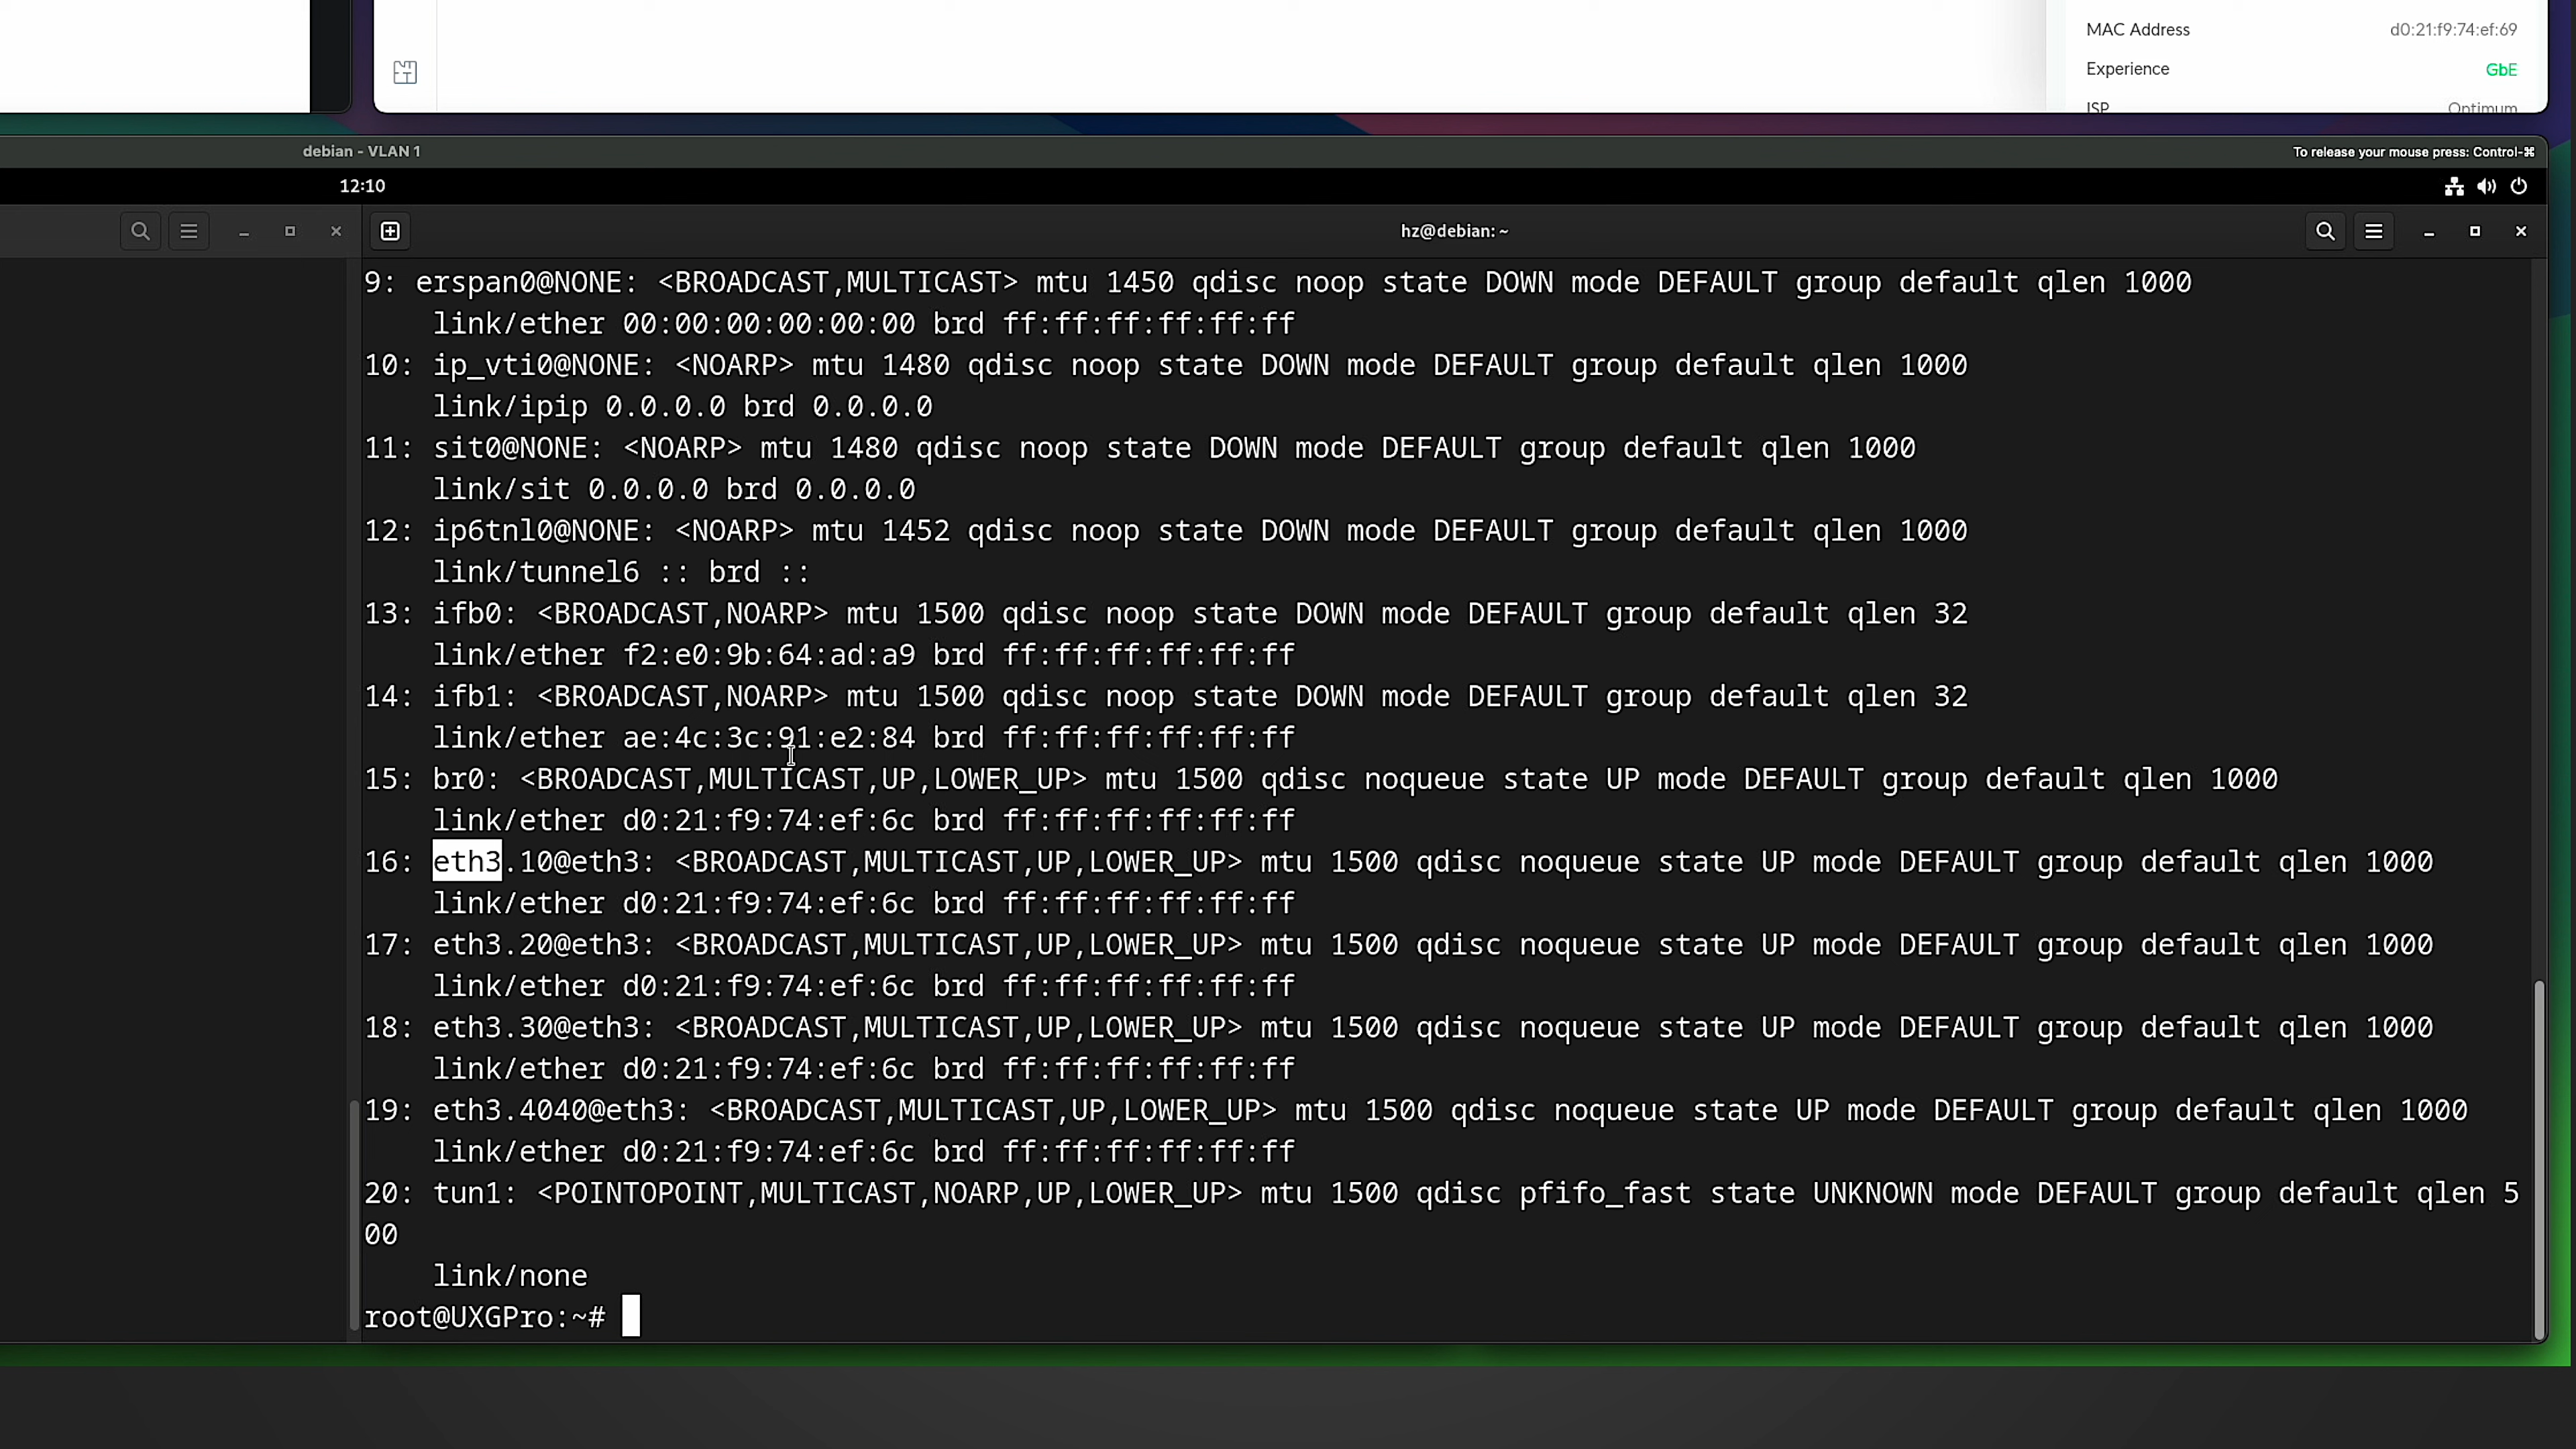 MAC Address d0:21:f9:74:ef:69
Experience GbE
ISP Optimum
debian - VLAN 1 To release your mouse press: Control-⌘
12:10
hz@debian: ~
9: erspan0@NONE: <BROADCAST,MULTICAST> mtu 1450 qdisc noop state DOWN mode DEFAULT group default qlen 1000
    link/ether 00:00:00:00:00:00 brd ff:ff:ff:ff:ff:ff
10: ip_vti0@NONE: <NOARP> mtu 1480 qdisc noop state DOWN mode DEFAULT group default qlen 1000
    link/ipip 0.0.0.0 brd 0.0.0.0
11: sit0@NONE: <NOARP> mtu 1480 qdisc noop state DOWN mode DEFAULT group default qlen 1000
    link/sit 0.0.0.0 brd 0.0.0.0
12: ip6tnl0@NONE: <NOARP> mtu 1452 qdisc noop state DOWN mode DEFAULT group default qlen 1000
    link/tunnel6 :: brd ::
13: ifb0: <BROADCAST,NOARP> mtu 1500 qdisc noop state DOWN mode DEFAULT group default qlen 32
    link/ether f2:e0:9b:64:ad:a9 brd ff:ff:ff:ff:ff:ff
14: ifb1: <BROADCAST,NOARP> mtu 1500 qdisc noop state DOWN mode DEFAULT group default qlen 32
    link/ether ae:4c:3c:91:e2:84 brd ff:ff:ff:ff:ff:ff
15: br0: <BROADCAST,MULTICAST,UP,LOWER_UP> mtu 1500 qdisc noqueue state UP mode DEFAULT group default qlen 1000
    link/ether d0:21:f9:74:ef:6c brd ff:ff:ff:ff:ff:ff
16: eth3.10@eth3: <BROADCAST,MULTICAST,UP,LOWER_UP> mtu 1500 qdisc noqueue state UP mode DEFAULT group default qlen 1000
    link/ether d0:21:f9:74:ef:6c brd ff:ff:ff:ff:ff:ff
17: eth3.20@eth3: <BROADCAST,MULTICAST,UP,LOWER_UP> mtu 1500 qdisc noqueue state UP mode DEFAULT group default qlen 1000
    link/ether d0:21:f9:74:ef:6c brd ff:ff:ff:ff:ff:ff
18: eth3.30@eth3: <BROADCAST,MULTICAST,UP,LOWER_UP> mtu 1500 qdisc noqueue state UP mode DEFAULT group default qlen 1000
    link/ether d0:21:f9:74:ef:6c brd ff:ff:ff:ff:ff:ff
19: eth3.4040@eth3: <BROADCAST,MULTICAST,UP,LOWER_UP> mtu 1500 qdisc noqueue state UP mode DEFAULT group default qlen 1000
    link/ether d0:21:f9:74:ef:6c brd ff:ff:ff:ff:ff:ff
20: tun1: <POINTOPOINT,MULTICAST,NOARP,UP,LOWER_UP> mtu 1500 qdisc pfifo_fast state UNKNOWN mode DEFAULT group default qlen 5
00
    link/none
root@UXGPro:~#